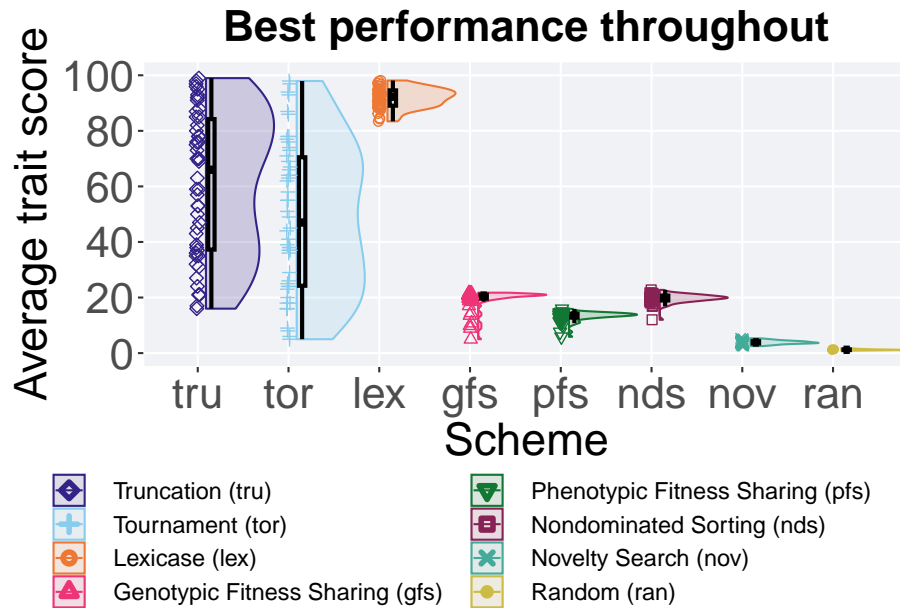 Best performance throughout
Average trait score
100
80
60
40
20
0
tru tor lex gfs pfs nds nov ran
Scheme
Truncation (tru)
Tournament (tor)
Lexicase (lex)
Genotypic Fitness Sharing (gfs)
Phenotypic Fitness Sharing (pfs)
Nondominated Sorting (nds)
Novelty Search (nov)
Random (ran)